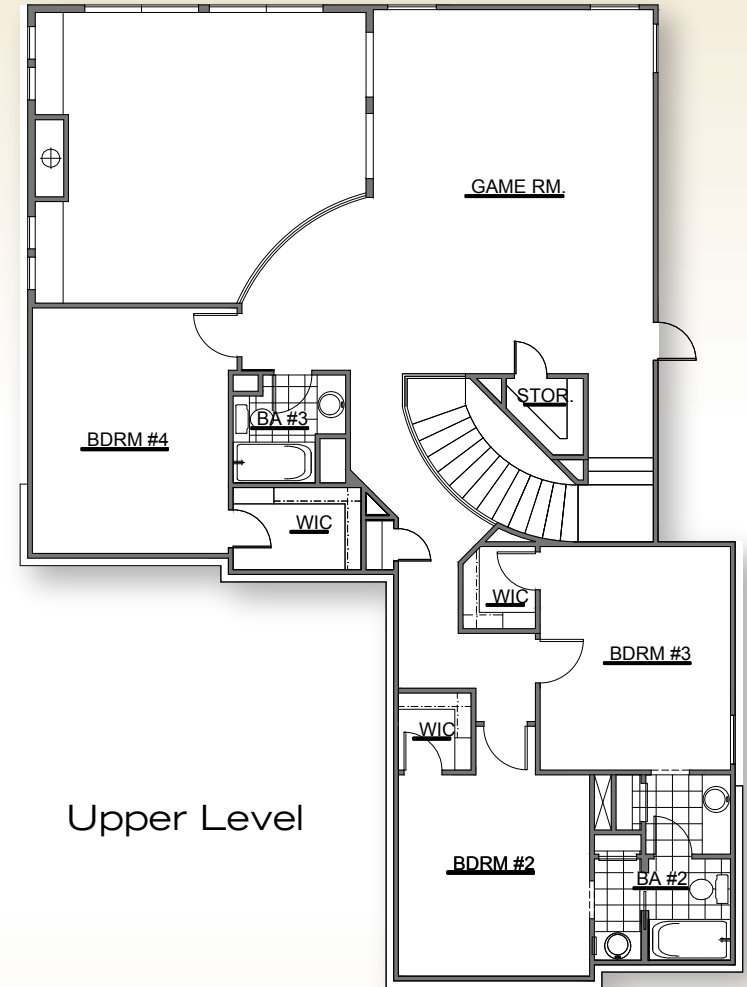 GAME RM.
STOR.
BA #3
BDRM #4
WIC
WIC
BDRM #3
WIC
Upper Level
BDRM #2
BA #2